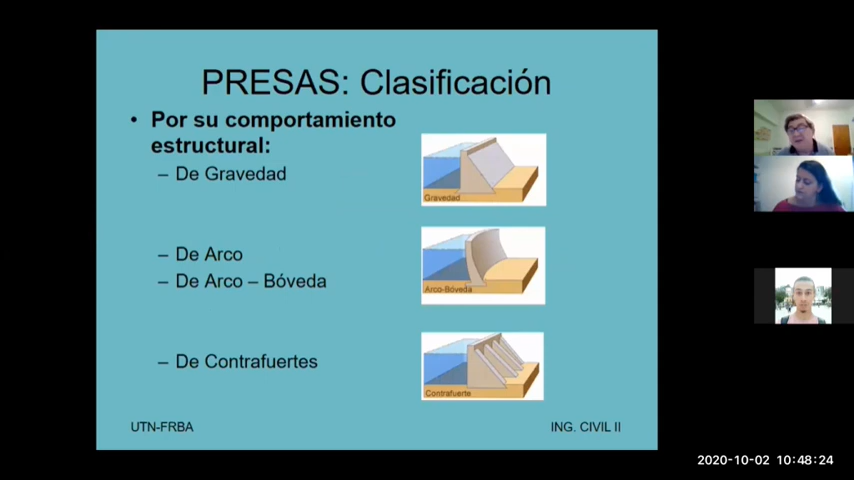 PRESAS: Clasificación
• Por su comportamiento
estructural:
– De Gravedad
Gravedad
– De Arco
– De Arco – Bóveda
Arco-Bóveda
– De Contrafuertes
Contrafuerte
UTN-FRBA
ING. CIVIL II
2020-10-02 10:48:24